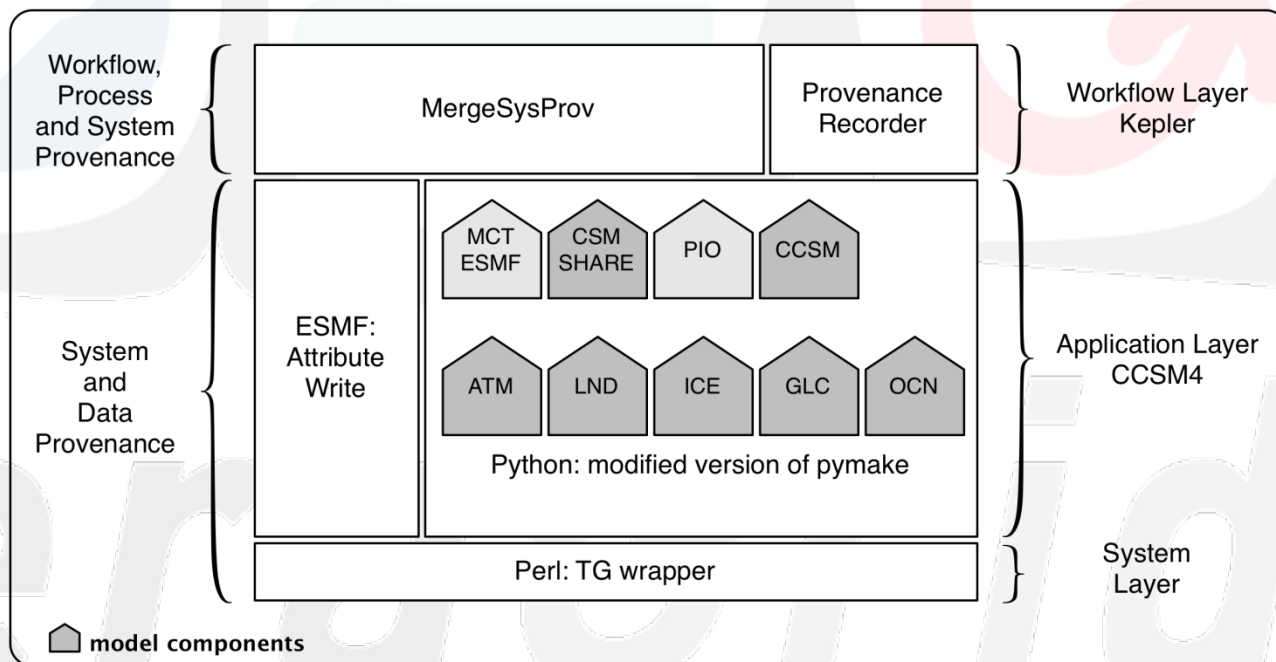 Workflow,
Process
and System
Provenance
MergeSysProv
Provenance
Recorder
Workflow Layer
Kepler
System
and
Data
Provenance
ESMF:
Attribute
Write
MCT
ESMF
CSM
SHARE
PIO
CCSM
ATM
LND
ICE
GLC
OCN
Python: modified version of pymake
Application Layer
CCSM4
Perl: TG wrapper
System
Layer
model components